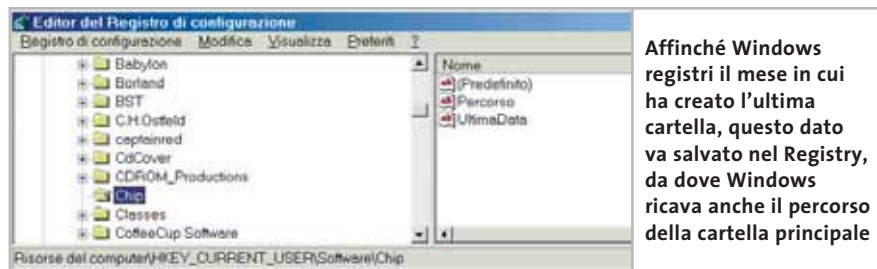 Editor del Registro di configurazione
Registro di configurazione Modifica Visualizza Preferiti ?
Babylon
Borland
BST
C.H.Ostfeld
captainred
CdCover
CDROM_Productions
Chip
Classes
CoffeeCup Software
Nome
(Predefinito)
Percorso
UltimaData
Risorse del computer\HKEY_CURRENT_USER\Software\Chip
Affinché Windows
registri il mese in cui
ha creato l'ultima
cartella, questo dato
va salvato nel Registry,
da dove Windows
ricava anche il percorso
della cartella principale